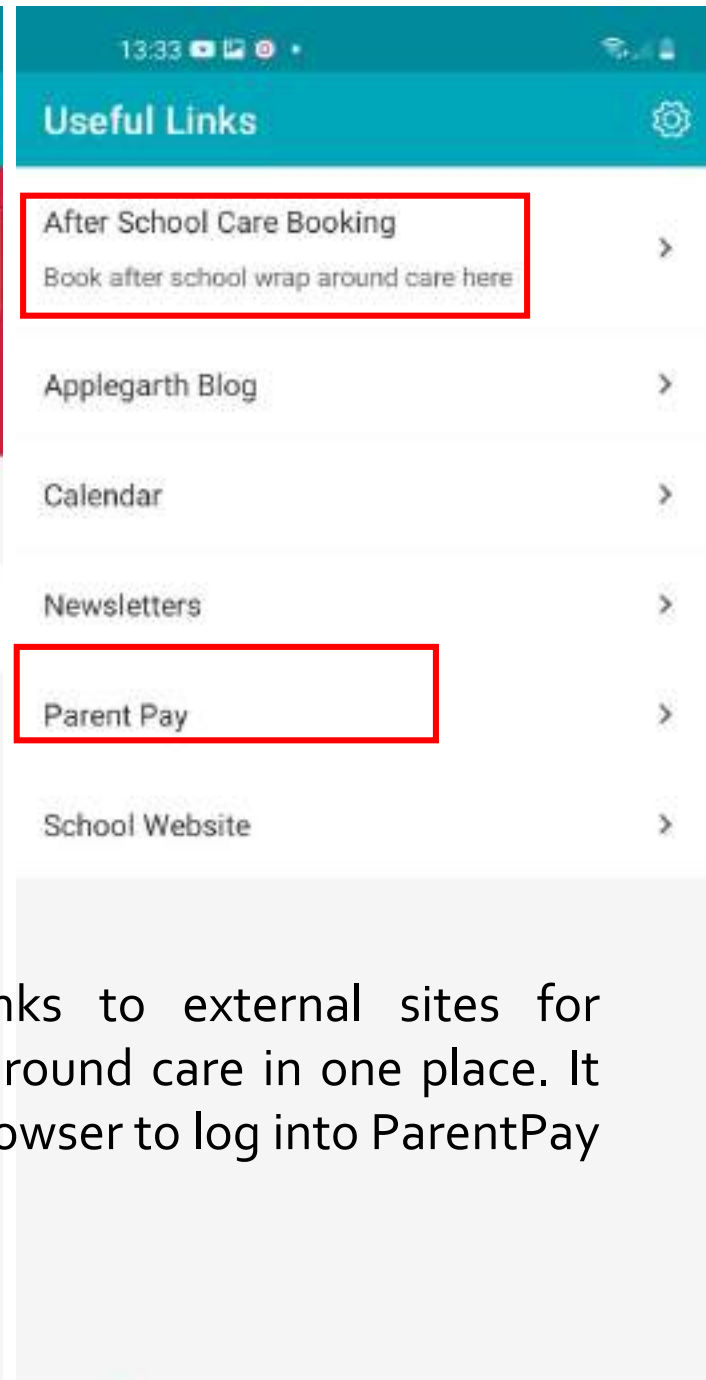 13:33
Useful Links
After School Care Booking
Book after school wrap around care here
Applegarth Blog
Calendar
Newsletters
Parent Pay
School Website
nks to external sites for
round care in one place. It
owser to log into ParentPay